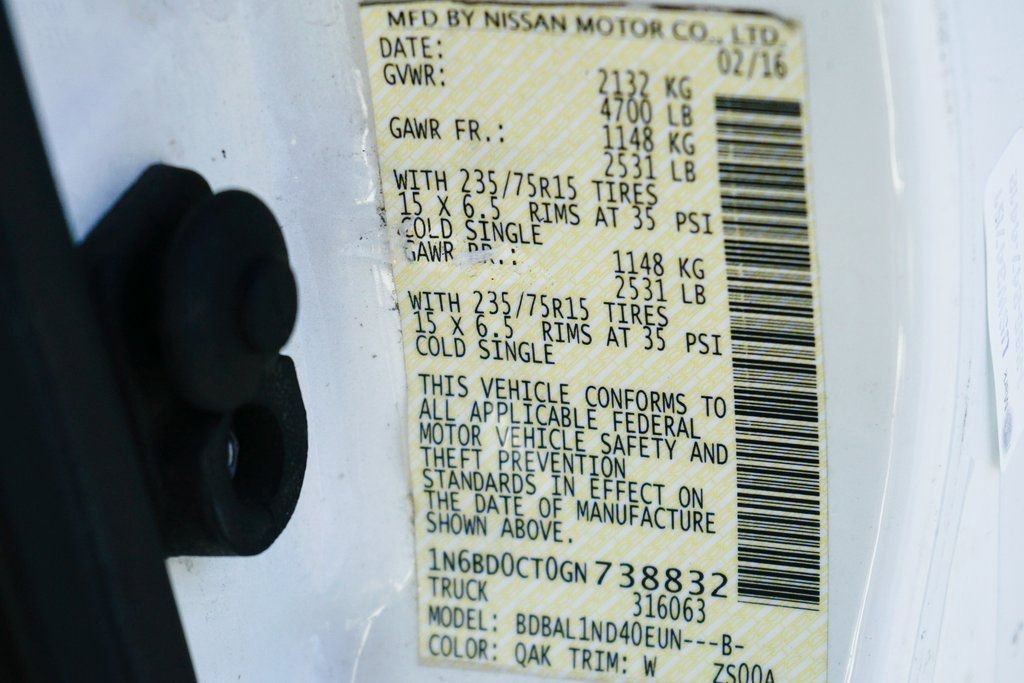 MFD BY NISSAN MOTOR CO., LTD.
DATE: 02/16
GVWR: 2132 KG
4700 LB
GAWR FR.: 1148 KG
2531 LB
WITH 235/75R15 TIRES
15 X 6.5 RIMS AT 35 PSI
COLD SINGLE
GAWR RR.: 1148 KG
2531 LB
WITH 235/75R15 TIRES
15 X 6.5 RIMS AT 35 PSI
COLD SINGLE
THIS VEHICLE CONFORMS TO
ALL APPLICABLE FEDERAL
MOTOR VEHICLE SAFETY AND
THEFT PREVENTION
STANDARDS IN EFFECT ON
THE DATE OF MANUFACTURE
SHOWN ABOVE.
1N6BD0CT0GN738832
TRUCK 316063
MODEL: BDBAL1ND40EUN---B-
COLOR: QAK TRIM: W ZS00A